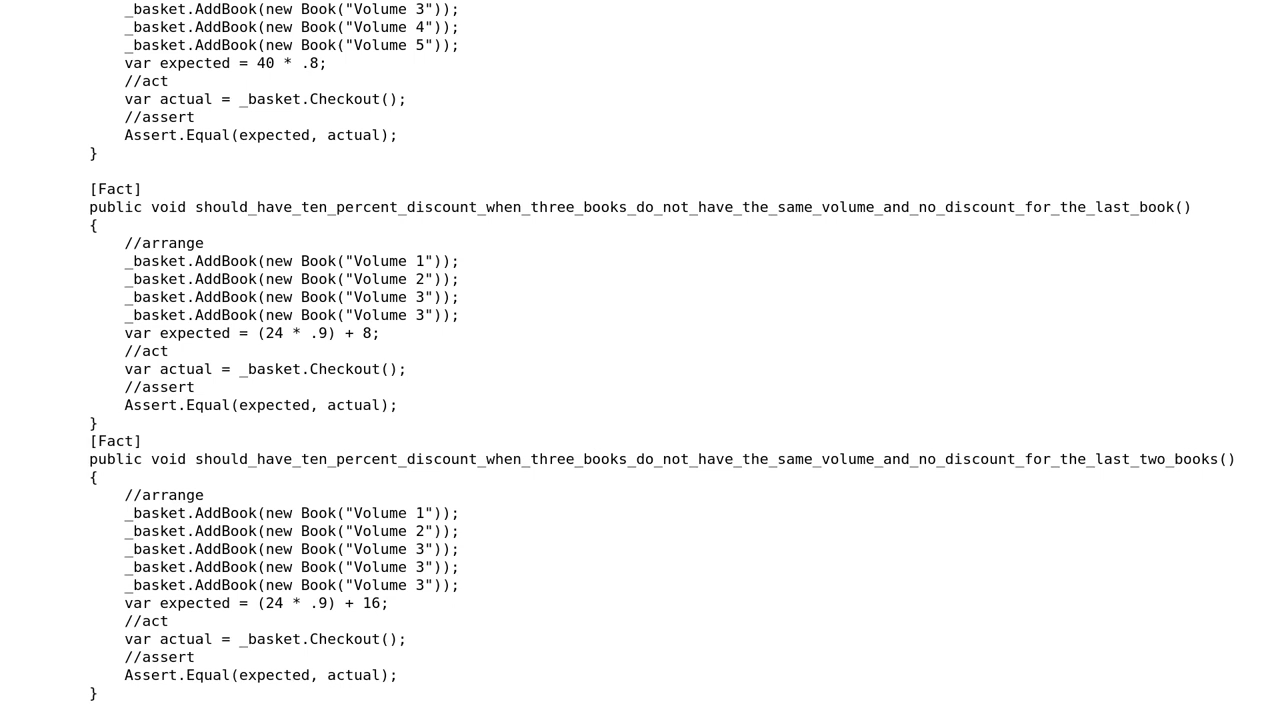 _basket.AddBook(new Book("Volume 3"));
_basket.AddBook(new Book("Volume 4"));
_basket.AddBook(new Book("Volume 5"));
var expected = 40 * .8;
//act
var actual = _basket.Checkout();
//assert
Assert.Equal(expected, actual);
}
[Fact]
public void should_have_ten_percent_discount_when_three_books_do_not_have_the_same_volume_and_no_discount_for_the_last_book()
{
//arrange
_basket.AddBook(new Book("Volume 1"));
_basket.AddBook(new Book("Volume 2"));
_basket.AddBook(new Book("Volume 3"));
_basket.AddBook(new Book("Volume 3"));
var expected = (24 * .9) + 8;
//act
var actual = _basket.Checkout();
//assert
Assert.Equal(expected, actual);
}
[Fact]
public void should_have_ten_percent_discount_when_three_books_do_not_have_the_same_volume_and_no_discount_for_the_last_two_books()
{
//arrange
_basket.AddBook(new Book("Volume 1"));
_basket.AddBook(new Book("Volume 2"));
_basket.AddBook(new Book("Volume 3"));
_basket.AddBook(new Book("Volume 3"));
_basket.AddBook(new Book("Volume 3"));
var expected = (24 * .9) + 16;
//act
var actual = _basket.Checkout();
//assert
Assert.Equal(expected, actual);
}